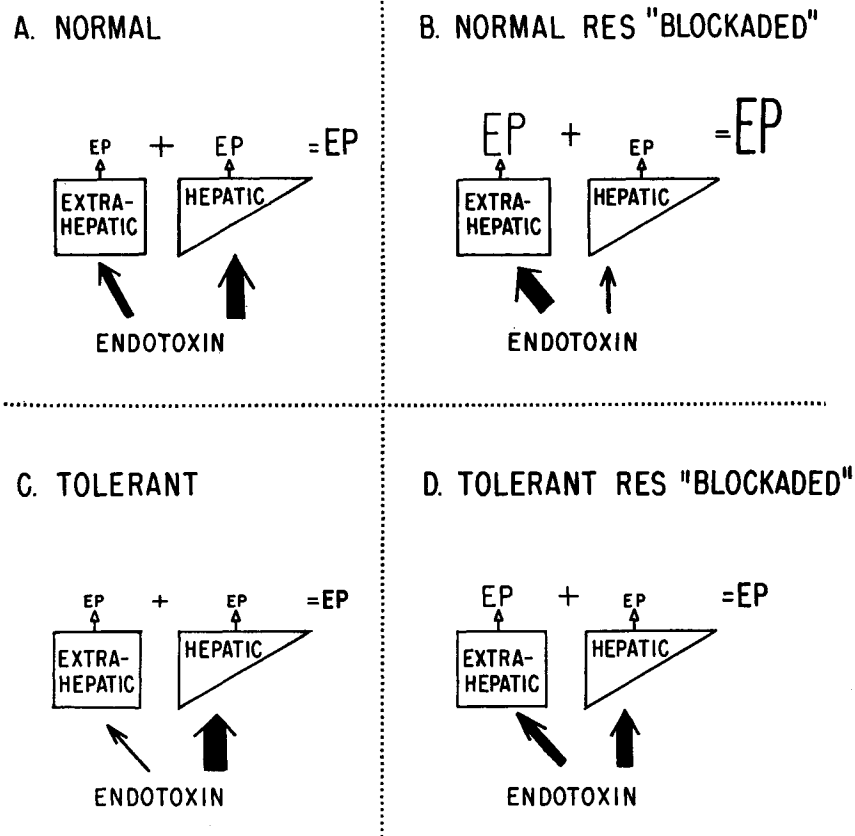 A. NORMAL
EP + EP = EP
EXTRA-
HEPATIC
HEPATIC
ENDOTOXIN
B. NORMAL RES "BLOCKADED"
EP + EP = EP
EXTRA-
HEPATIC
HEPATIC
ENDOTOXIN
C. TOLERANT
EP + EP = EP
EXTRA-
HEPATIC
HEPATIC
ENDOTOXIN
D. TOLERANT RES "BLOCKADED"
EP + EP = EP
EXTRA-
HEPATIC
HEPATIC
ENDOTOXIN